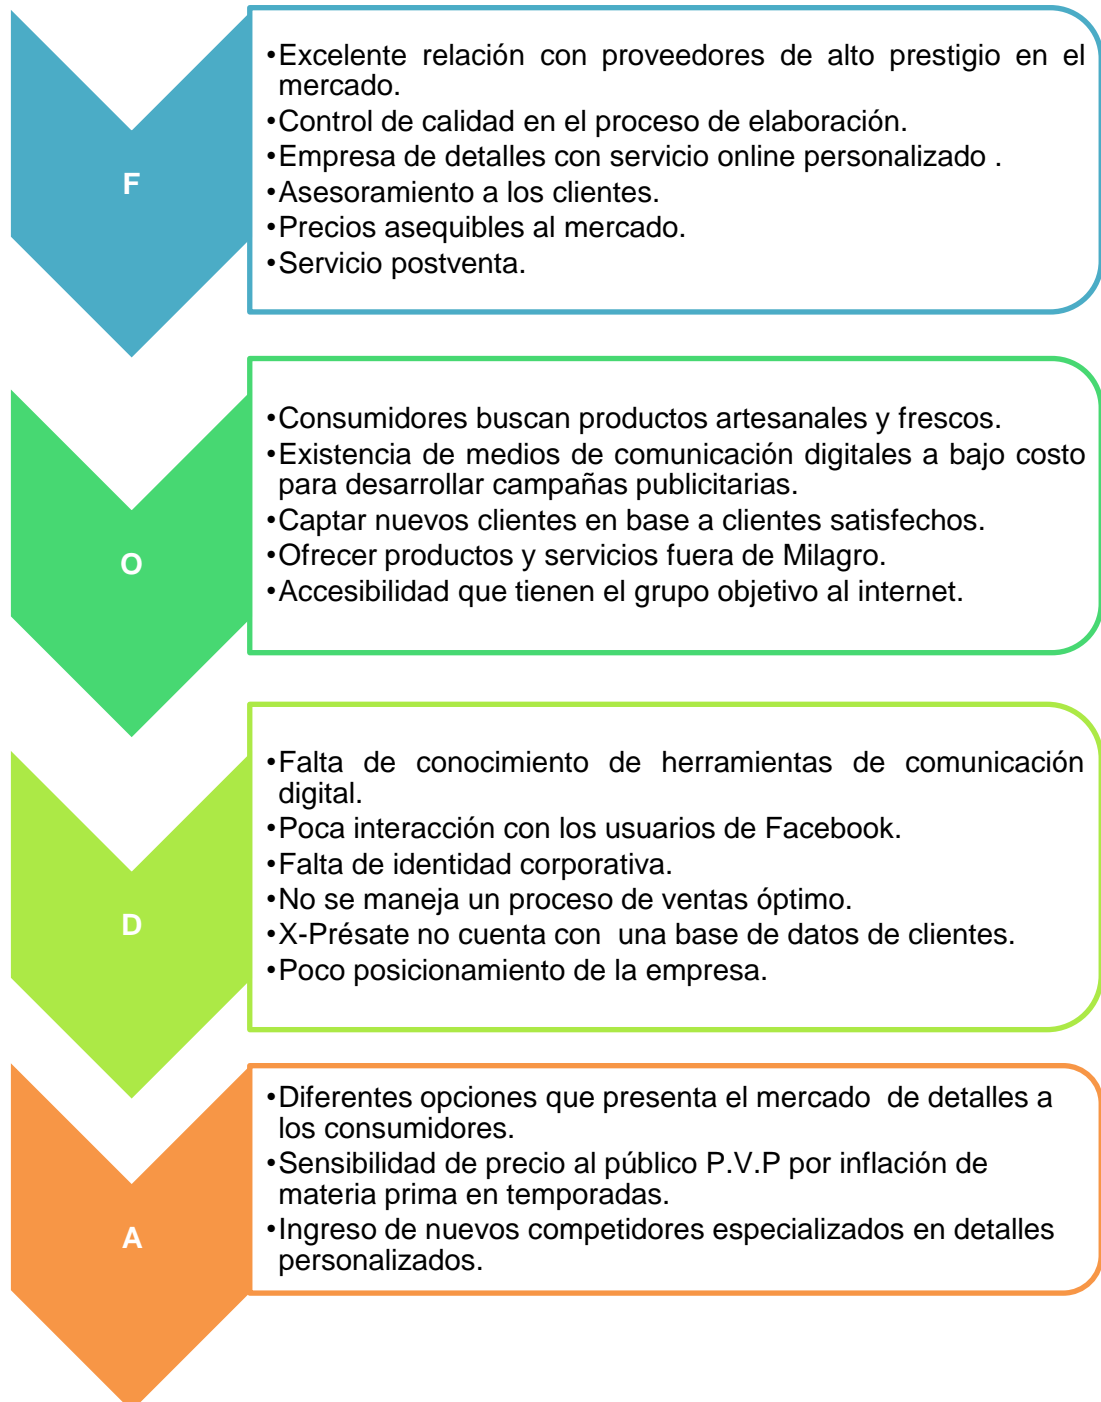 F
•Excelente relación con proveedores de alto prestigio en el
mercado.
•Control de calidad en el proceso de elaboración.
•Empresa de detalles con servicio online personalizado .
•Asesoramiento a los clientes.
•Precios asequibles al mercado.
•Servicio postventa.
O
•Consumidores buscan productos artesanales y frescos.
•Existencia de medios de comunicación digitales a bajo costo
para desarrollar campañas publicitarias.
•Captar nuevos clientes en base a clientes satisfechos.
•Ofrecer productos y servicios fuera de Milagro.
•Accesibilidad que tienen el grupo objetivo al internet.
D
•Falta de conocimiento de herramientas de comunicación
digital.
•Poca interacción con los usuarios de Facebook.
•Falta de identidad corporativa.
•No se maneja un proceso de ventas óptimo.
•X-Présate no cuenta con  una base de datos de clientes.
•Poco posicionamiento de la empresa.
A
•Diferentes opciones que presenta el mercado  de detalles a
los consumidores.
•Sensibilidad de precio al público P.V.P por inflación de
materia prima en temporadas.
•Ingreso de nuevos competidores especializados en detalles
personalizados.